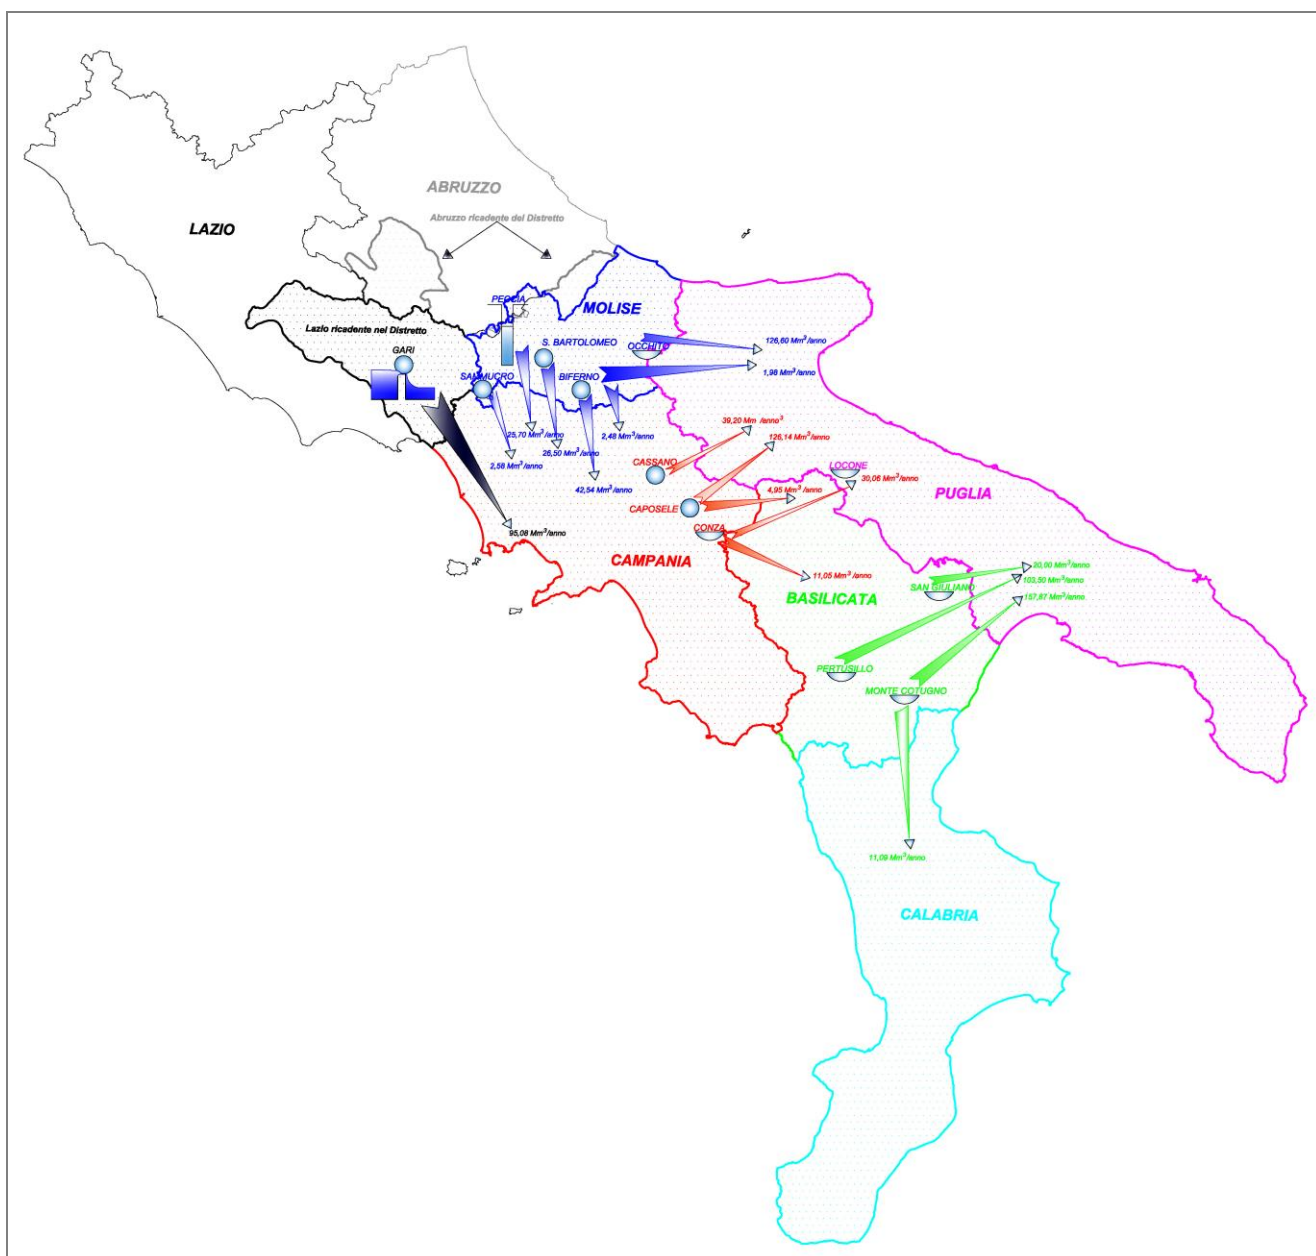 ABRUZZO
Abruzzo ricadente del Distretto
LAZIO
PECCIA
MOLISE
Lazio ricadente nel Distretto
GARI
S. BARTOLOMEO
OCCHITO
126,60 Mm³/anno
1,98 Mm³/anno
SAMMUCRO
BIFERNO
39,20 Mm /anno³
126,14 Mm³/anno
25,70 Mm³/anno
2,48 Mm³/anno
26,50 Mm³/anno
2,58 Mm³/anno
CASSANO
LOCONE
30,06 Mm³/anno
42,54 Mm³/anno
4,95 Mm³/anno
PUGLIA
CAPOSELE
CONZA
95,08 Mm³/anno
CAMPANIA
11,05 Mm³/anno
20,00 Mm³/anno
103,50 Mm³/anno
SAN GIULIANO
BASILICATA
157,87 Mm³/anno
PERTUSILLO
MONTE COTUGNO
11,09 Mm³/anno
CALABRIA